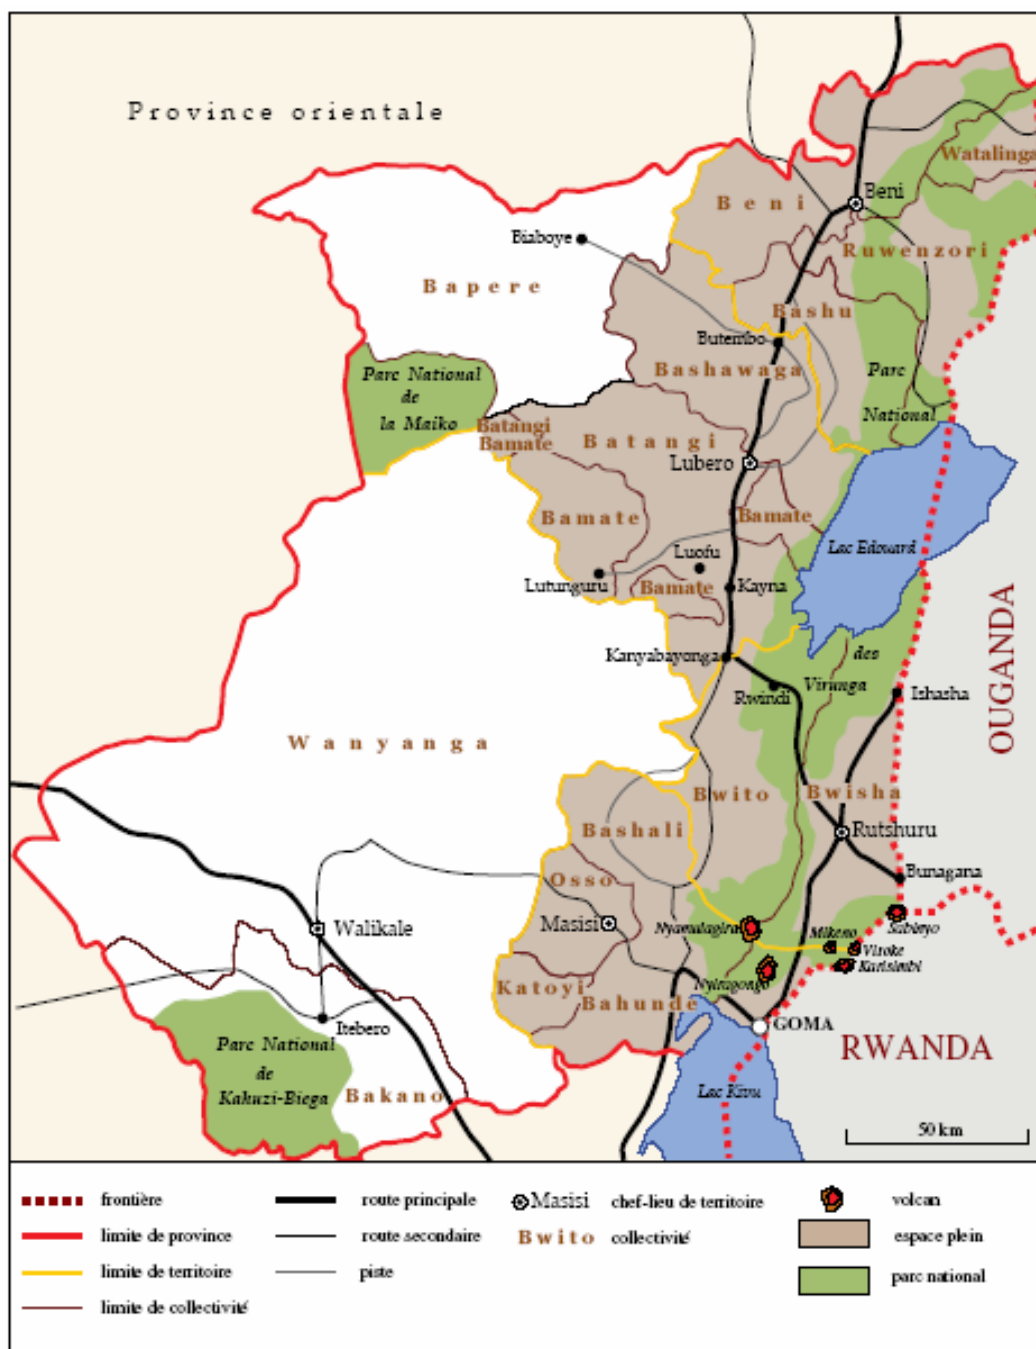 Province orientale
Watalinga
Beni
Beni
Biaboye
Ruwenzori
Bapere
Bashu
Butembo
Bashawaga
Parc National
de
la Maiko
Parc
National
Batangi
Bamate
Batangi
Lubero
Bamate
Bamate
Lac Edouard
Luofu
Lutunguru
Bamate
Kayna
Kanyabayonga
des
Virunga
Rwindi
Ishasha
OUGANDA
Wanyanga
Bwito
Bwisha
Bashali
Rutshuru
Osso
Bunagana
Masisi
Walikale
Nyamulagira
Mikeno
Sabinyo
Visoke
Karisimbi
Katoyi
Bahunde
Nyiragongo
Itebero
GOMA
Parc National
de
Kahuzi-Biega
RWANDA
Bakano
Lac Kivu
50 km
frontière
route principale
Masisi
chef-lieu de territoire
volcan
limite de province
route secondaire
Bwito
collectivité
espace plein
limite de territoire
piste
parc national
limite de collectivité